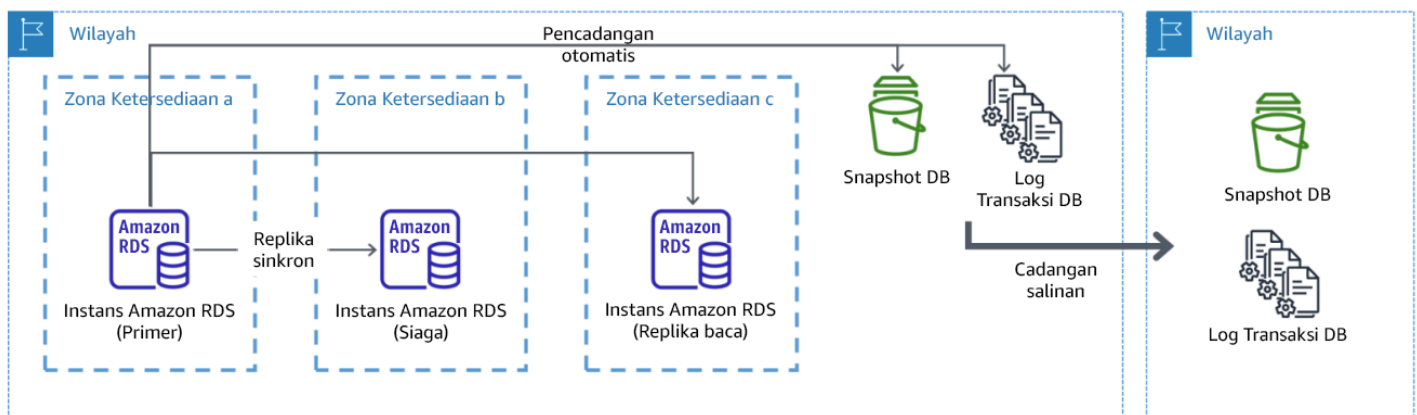 Wilayah
Pencadangan
otomatis
Wilayah
Zona Ketersediaan a
Zona Ketersediaan b
Zona Ketersediaan c
Snapshot DB
Log
Transaksi DB
Snapshot DB
Amazon
RDS
Replika
sinkron
Amazon
RDS
Amazon
RDS
Cadangan
salinan
Instans Amazon RDS
(Primer)
Instans Amazon RDS
(Siaga)
Instans Amazon RDS
(Replika baca)
Log Transaksi DB